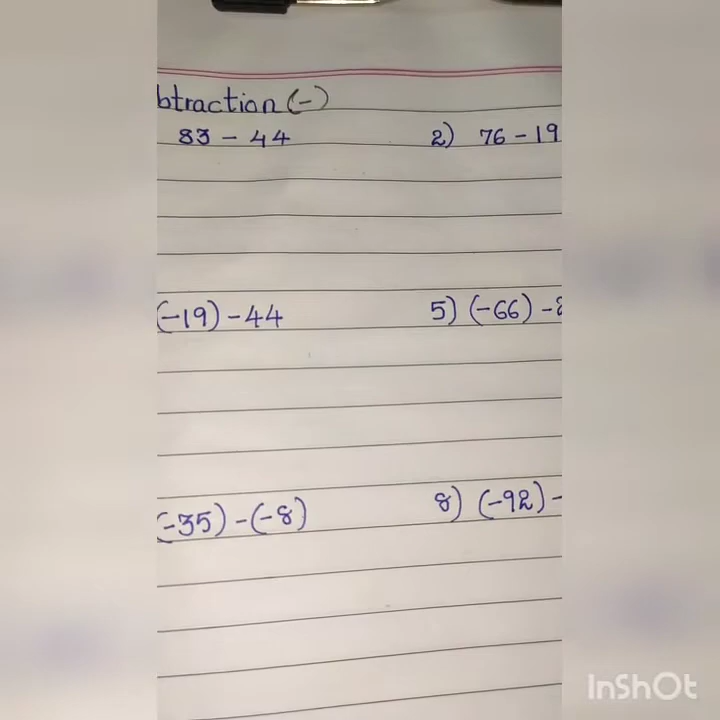 btraction (-)
83 - 44 2) 76 - 19
(-19) - 44 5) (-66) -
(-35) - (-8) 8) (-92) -
InShOt